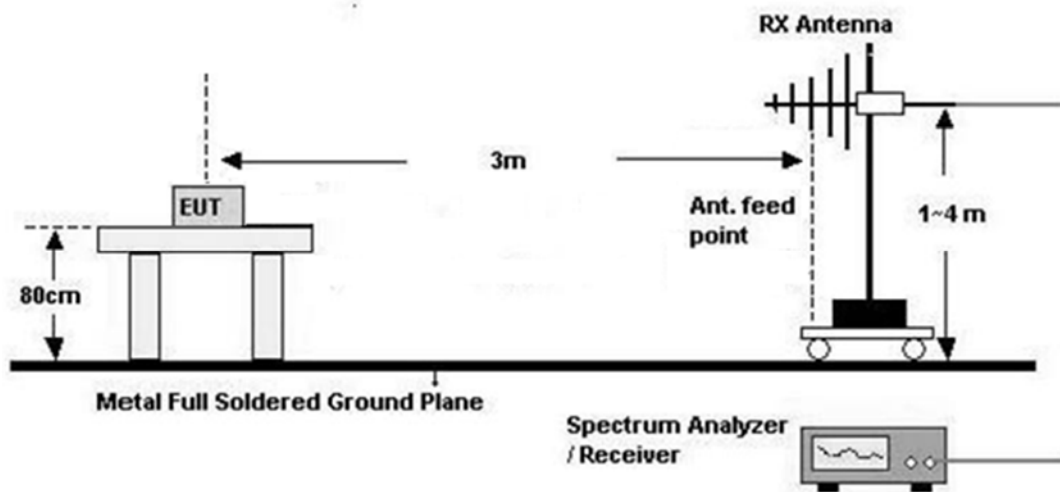 RX Antenna
3m
EUT
Ant. feed
point
1~4 m
80cm
Metal Full Soldered Ground Plane
Spectrum Analyzer
/ Receiver